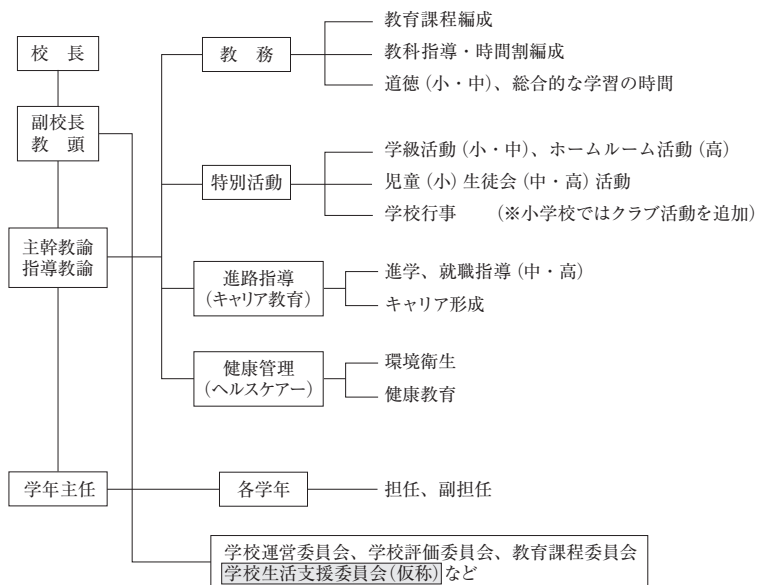 校　長
副校長
教　頭
主幹教諭
指導教諭
学年主任
教　務
教育課程編成
教科指導・時間割編成
道徳（小・中）、総合的な学習の時間
特別活動
学級活動（小・中）、ホームルーム活動（高）
児童（小）生徒会（中・高）活動
学校行事　　（※小学校ではクラブ活動を追加）
進路指導
（キャリア教育）
進学、就職指導（中・高）
キャリア形成
健康管理
（ヘルスケアー）
環境衛生
健康教育
各学年
担任、副担任
学校運営委員会、学校評価委員会、教育課程委員会
学校生活支援委員会（仮称）など